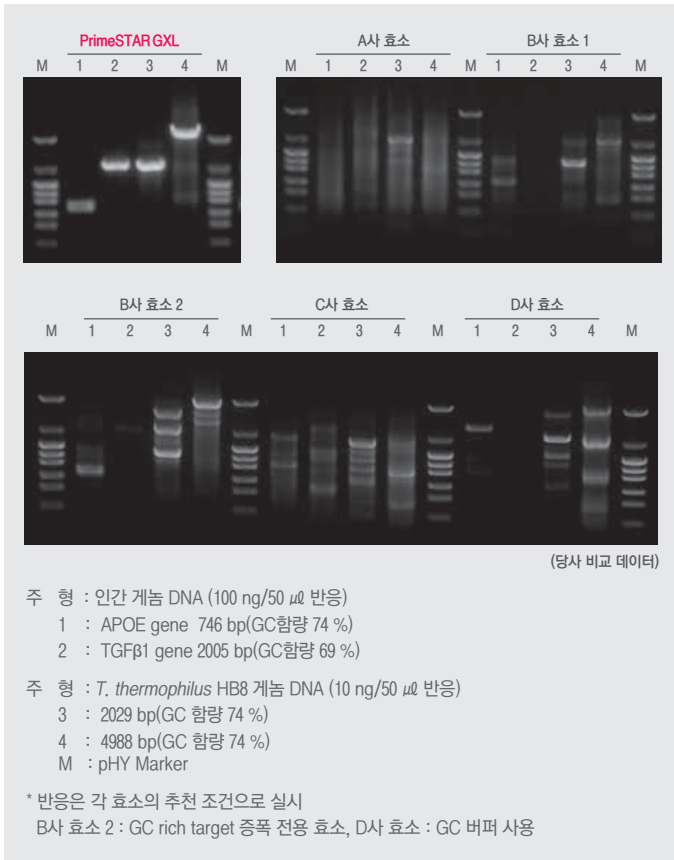 PrimeSTAR GXL A사 효소 B사 효소 1
M 1 2 3 4 M M 1 2 3 4 M 1 2 3 4 M
B사 효소 2 C사 효소 D사 효소
M 1 2 3 4 M 1 2 3 4 M 1 2 3 4 M
(당사 비교 데이터)
주 형 : 인간 게놈 DNA (100 ng/50 ㎕ 반응)
1 : APOE gene 746 bp(GC함량 74 %)
2 : TGFβ1 gene 2005 bp(GC함량 69 %)
주 형 : T. thermophilus HB8 게놈 DNA (10 ng/50 ㎕ 반응)
3 : 2029 bp(GC 함량 74 %)
4 : 4988 bp(GC 함량 74 %)
M : pHY Marker
* 반응은 각 효소의 추천 조건으로 실시
B사 효소 2 : GC rich target 증폭 전용 효소, D사 효소 : GC 버퍼 사용